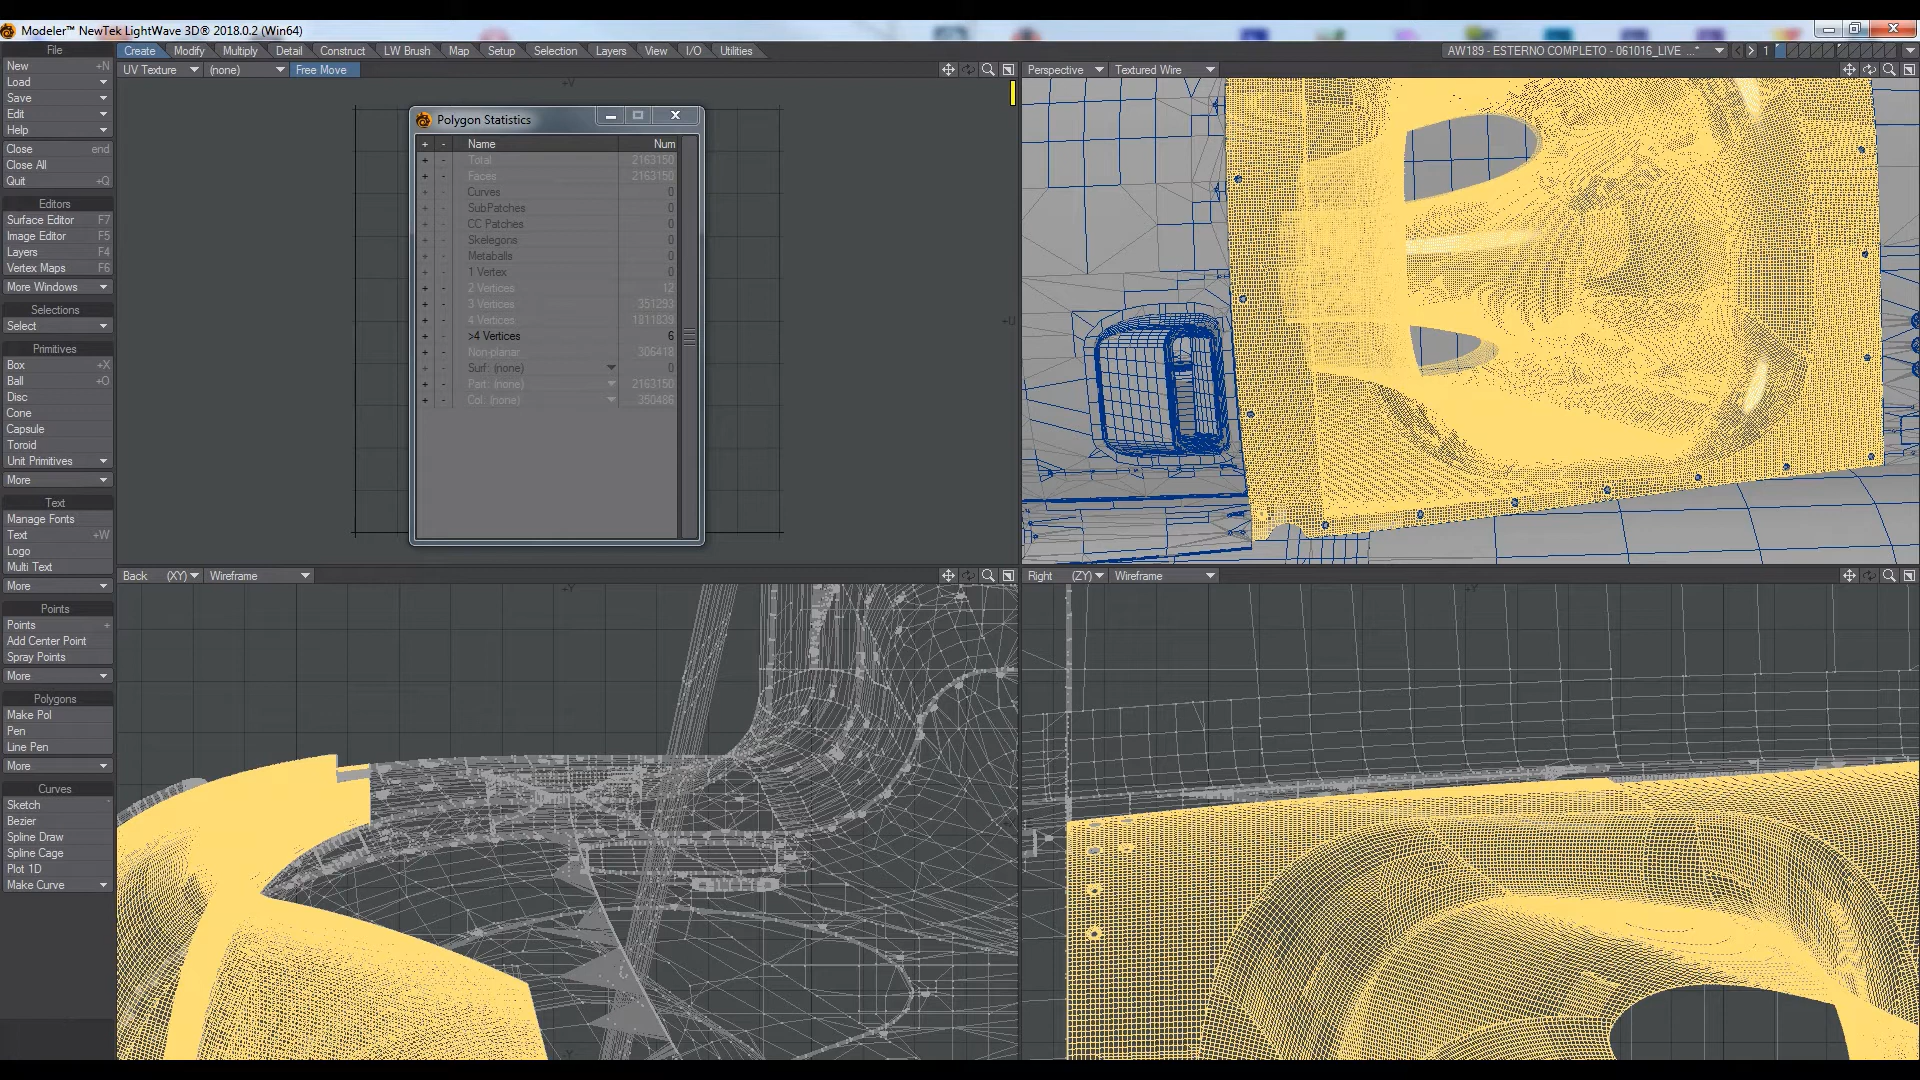 Modeler™ NewTek LightWave 3D® 2018.0.2 (Win64)
File
Create Modify Multiply Detail Construct LW Brush Map Setup Selection Layers View I/O Utilities
AW189 - ESTERNO COMPLETO - 061016_LIVE ...* < > 1
New +N
Load
Save
Edit
Help
Close end
Close All
Quit +Q
Editors
Surface Editor F7
Image Editor F5
Layers F4
Vertex Maps F6
More Windows
Selections
Select
Primitives
Box +X
Ball +O
Disc
Cone
Capsule
Toroid
Unit Primitives
More
Text
Manage Fonts
Text +W
Logo
Multi Text
More
Points
Points +
Add Center Point
Spray Points
More
Polygons
Make Pol
Pen
Line Pen
More
Curves
Sketch
Bezier
Spline Draw
Spline Cage
Plot 1D
Make Curve
UV Texture (none) Free Move
+V
+U
Polygon Statistics
+ - Name Num
+ - Total 2163150
+ - Faces 2163150
+ - Curves 0
+ - SubPatches 0
+ - CC Patches 0
+ - Skelegons 0
+ - Metaballs 0
+ - 1 Vertex 0
+ - 2 Vertices 12
+ - 3 Vertices 351293
+ - 4 Vertices 1811839
+ - >4 Vertices 6
+ - Non-planar 306418
+ - Surf: (none) 0
+ - Part: (none) 2163150
+ - Col: (none) 350486
Perspective Textured Wire
Back (XY) Wireframe
+Y
Right (ZY) Wireframe
+Y